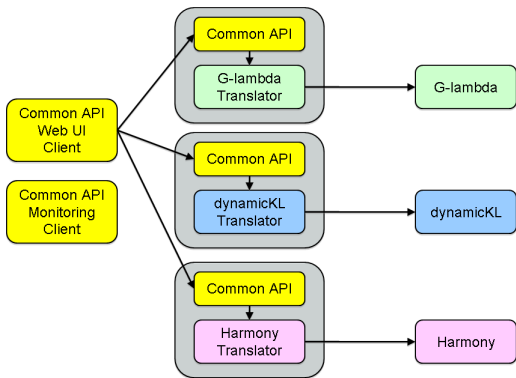 Common API
G-lambda
Translator
G-lambda
Common API
Web UI
Client
Common API
dynamicKL
Translator
dynamicKL
Common API
Monitoring
Client
Common API
Harmony
Translator
Harmony